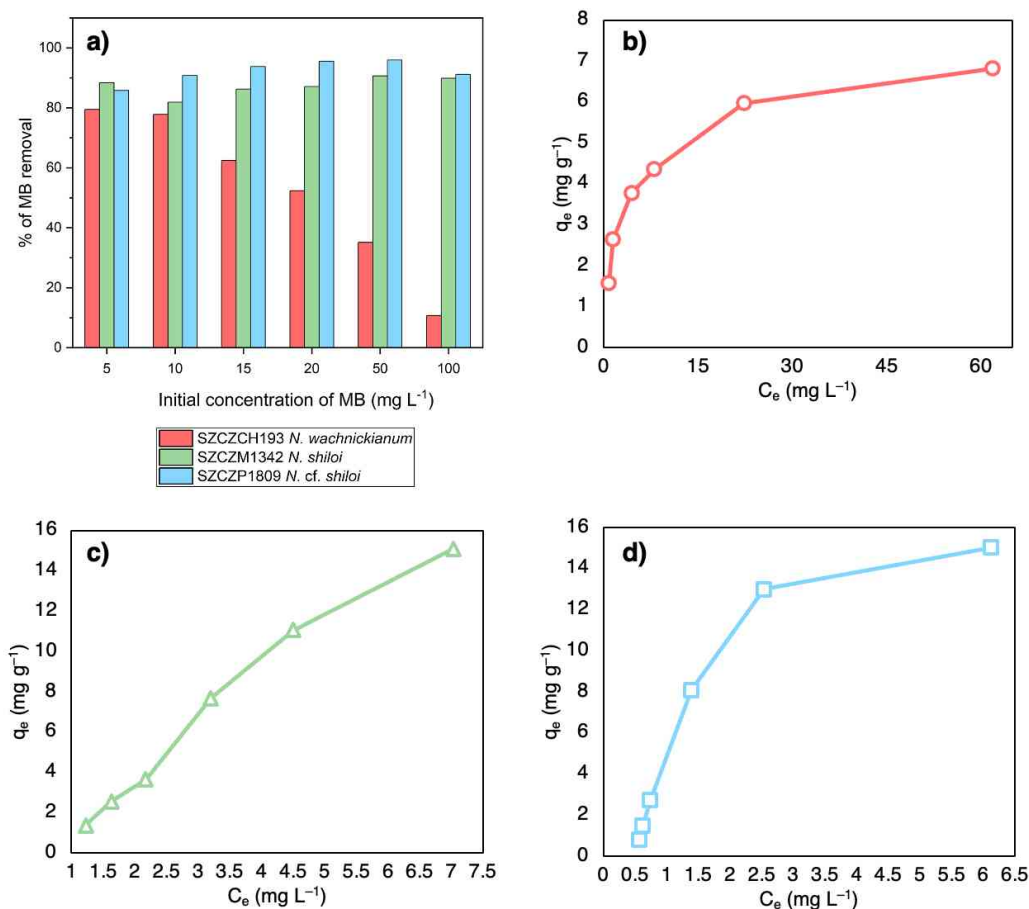 a)
% of MB removal
100
80
60
40
20
0
5 10 15 20 50 100
Initial concentration of MB (mg L⁻¹)
SZCZCH193 N. wachnickianum
SZCZM1342 N. shiloi
SZCZP1809 N. cf. shiloi
b)
qₑ (mg g⁻¹)
8
7
6
5
4
3
2
1
0
0 15 30 45 60
Cₑ (mg L⁻¹)
c)
qₑ (mg g⁻¹)
16
14
12
10
8
6
4
2
0
1 1.5 2 2.5 3 3.5 4 4.5 5 5.5 6 6.5 7 7.5
Cₑ (mg L⁻¹)
d)
qₑ (mg g⁻¹)
16
14
12
10
8
6
4
2
0
0 0.5 1 1.5 2 2.5 3 3.5 4 4.5 5 5.5 6 6.5
Cₑ (mg L⁻¹)